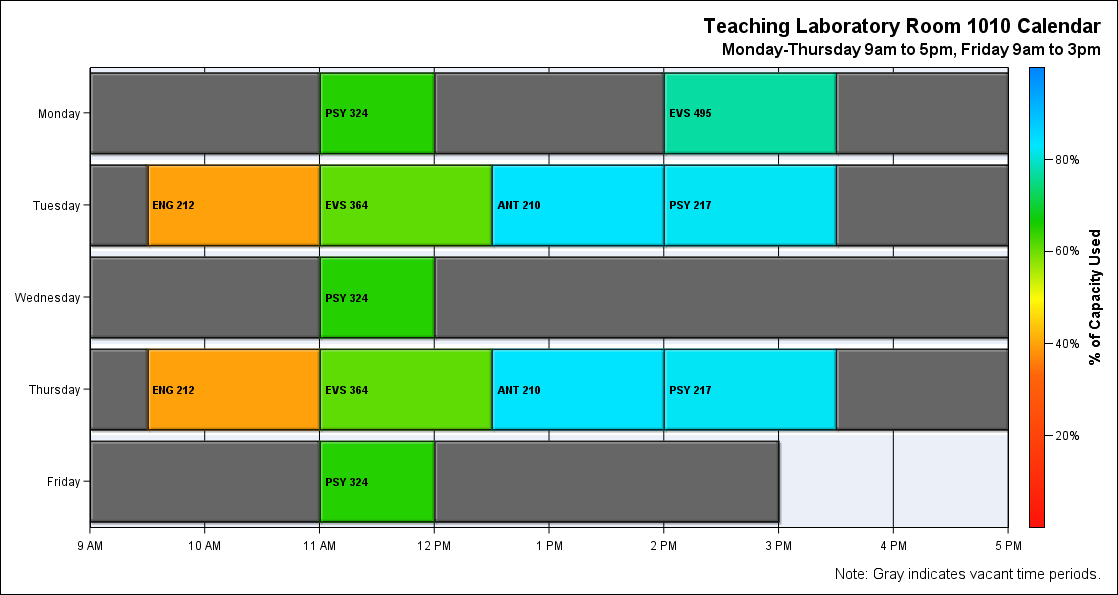 Teaching Laboratory Room 1010 Calendar
Monday-Thursday 9am to 5pm, Friday 9am to 3pm
Monday
PSY 324
EVS 495
Tuesday
ENG 212
EVS 364
ANT 210
PSY 217
Wednesday
PSY 324
Thursday
ENG 212
EVS 364
ANT 210
PSY 217
Friday
PSY 324
9 AM
10 AM
11 AM
12 PM
1 PM
2 PM
3 PM
4 PM
5 PM
80%
60%
40%
20%
% of Capacity Used
Note: Gray indicates vacant time periods.